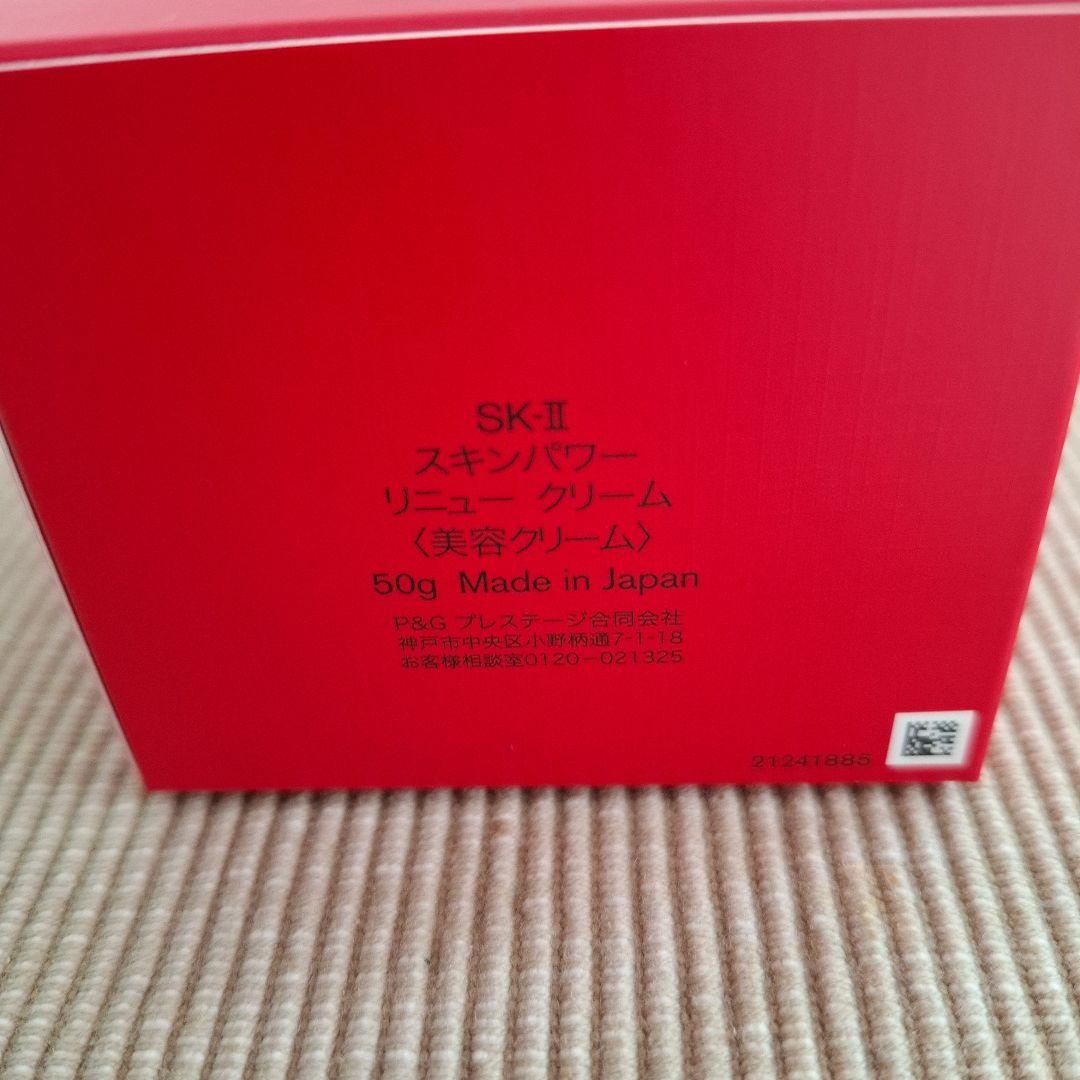 SK-Ⅱ
スキンパワー
リニュー クリーム
〈美容クリーム〉
50g Made in Japan
P&G プレステージ合同会社
神戸市中央区小野柄通7-1-18
お客様相談室0120-021325
21241885